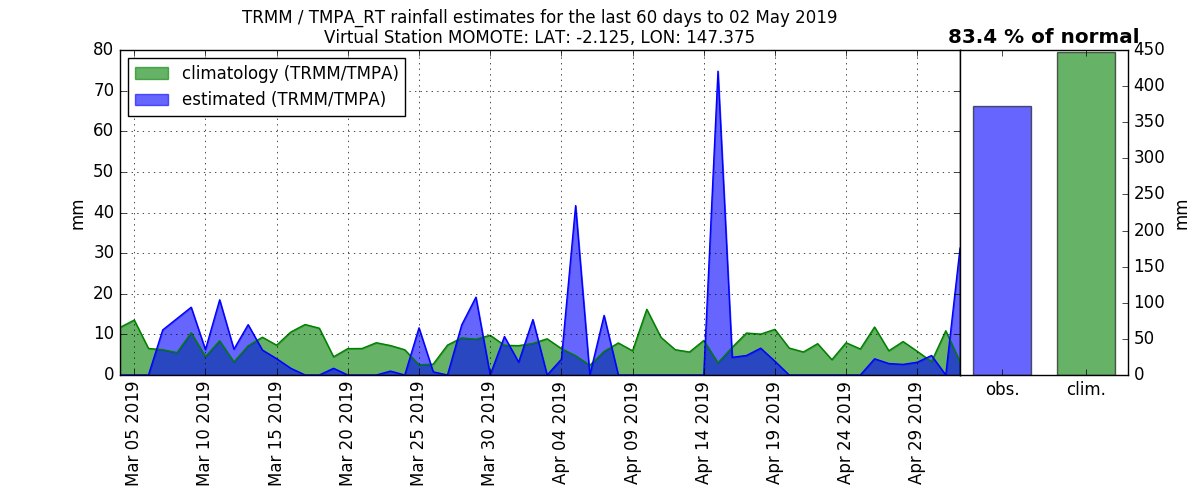 TRMM / TMPA_RT rainfall estimates for the last 60 days to 02 May 2019
Virtual Station MOMOTE: LAT: -2.125, LON: 147.375
83.4 % of normal
climatology (TRMM/TMPA)
estimated (TRMM/TMPA)
mm
80
70
60
50
40
30
20
10
0
Mar 05 2019
Mar 10 2019
Mar 15 2019
Mar 20 2019
Mar 25 2019
Mar 30 2019
Apr 04 2019
Apr 09 2019
Apr 14 2019
Apr 19 2019
Apr 24 2019
Apr 29 2019
obs.
clim.
450
400
350
300
250
200
150
100
50
0
mm